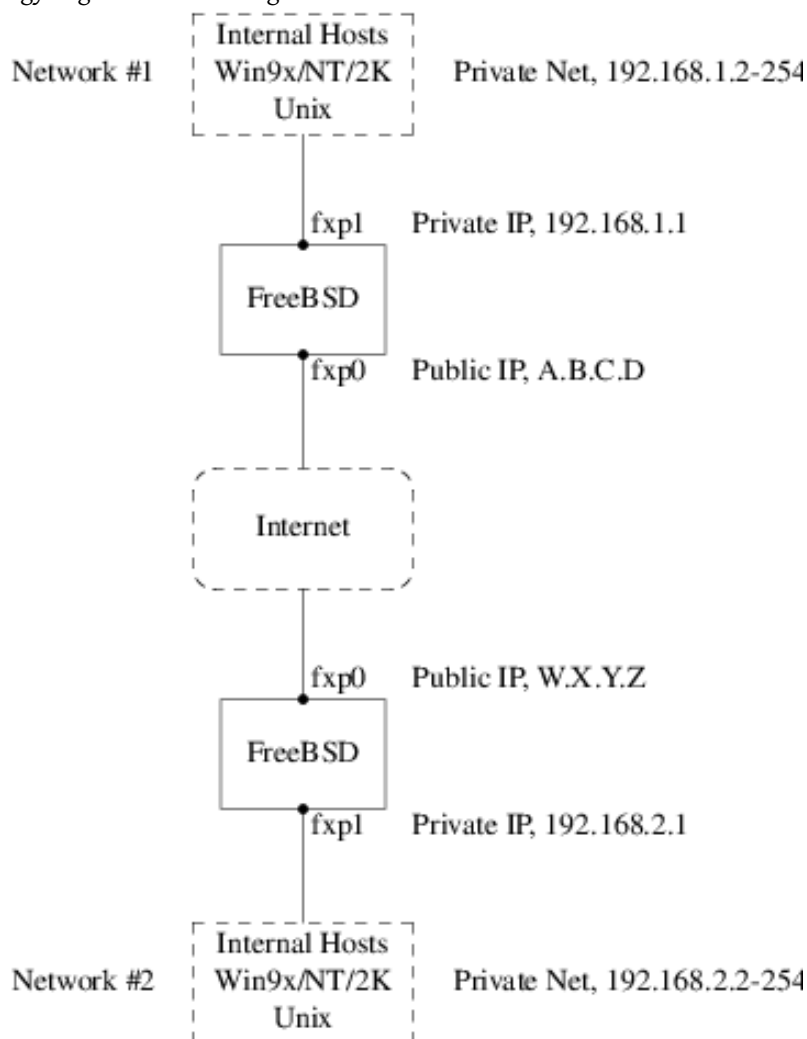 Internal Hosts
Network #1 Win9x/NT/2K Private Net, 192.168.1.2-254
Unix
fxp1 Private IP, 192.168.1.1
FreeBSD
fxp0 Public IP, A.B.C.D
Internet
fxp0 Public IP, W.X.Y.Z
FreeBSD
fxp1 Private IP, 192.168.2.1
Internal Hosts
Network #2 Win9x/NT/2K Private Net, 192.168.2.2-254
Unix